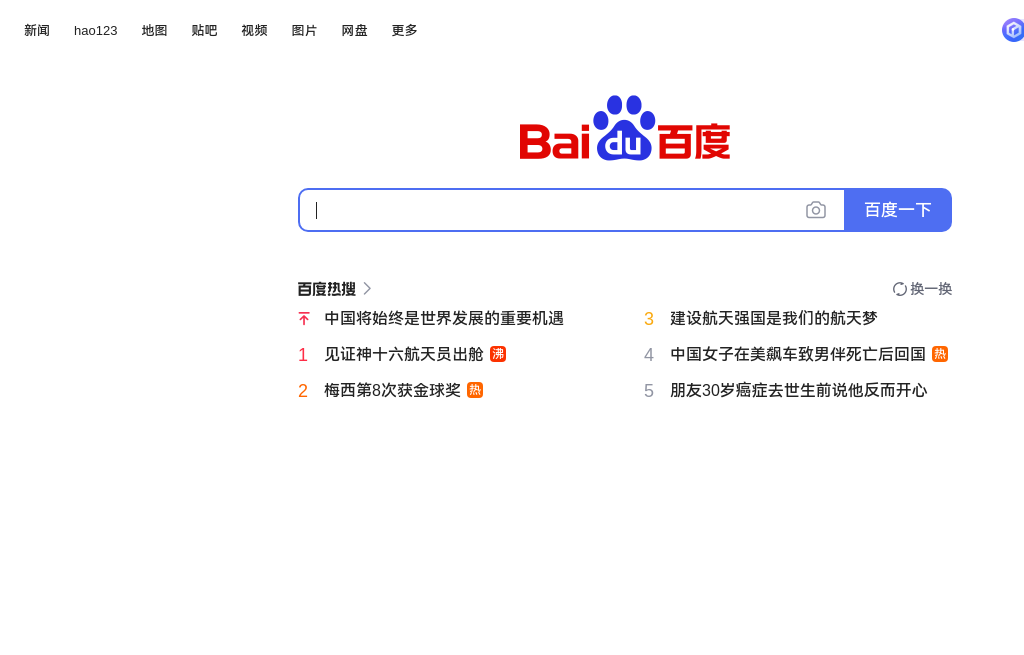 新闻 hao123 地图 贴吧 视频 图片 网盘 更多
Baidu百度
百度一下
百度热搜 换一换
中国将始终是世界发展的重要机遇
1 见证神十六航天员出舱 沸
2 梅西第8次获金球奖 热
3 建设航天强国是我们的航天梦
4 中国女子在美飙车致男伴死亡后回国 热
5 朋友30岁癌症去世生前说他反而开心